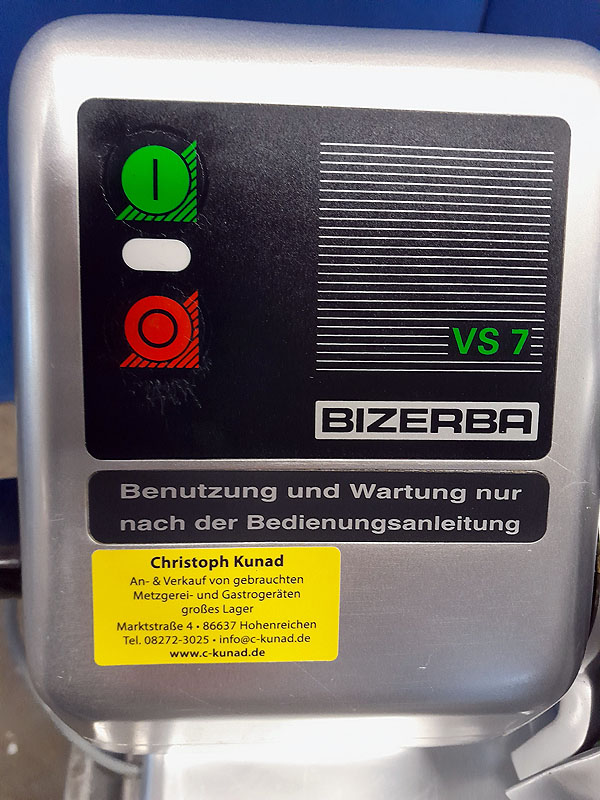 VS 7
BIZERBA
Benutzung und Wartung nur
nach der Bedienungsanleitung
Christoph Kunad
An- & Verkauf von gebrauchten
Metzgerei- und Gastrogeräten
großes Lager
Marktstraße 4 • 86637 Hohenreichen
Tel. 08272-3025 • info@c-kunad.de
www.c-kunad.de